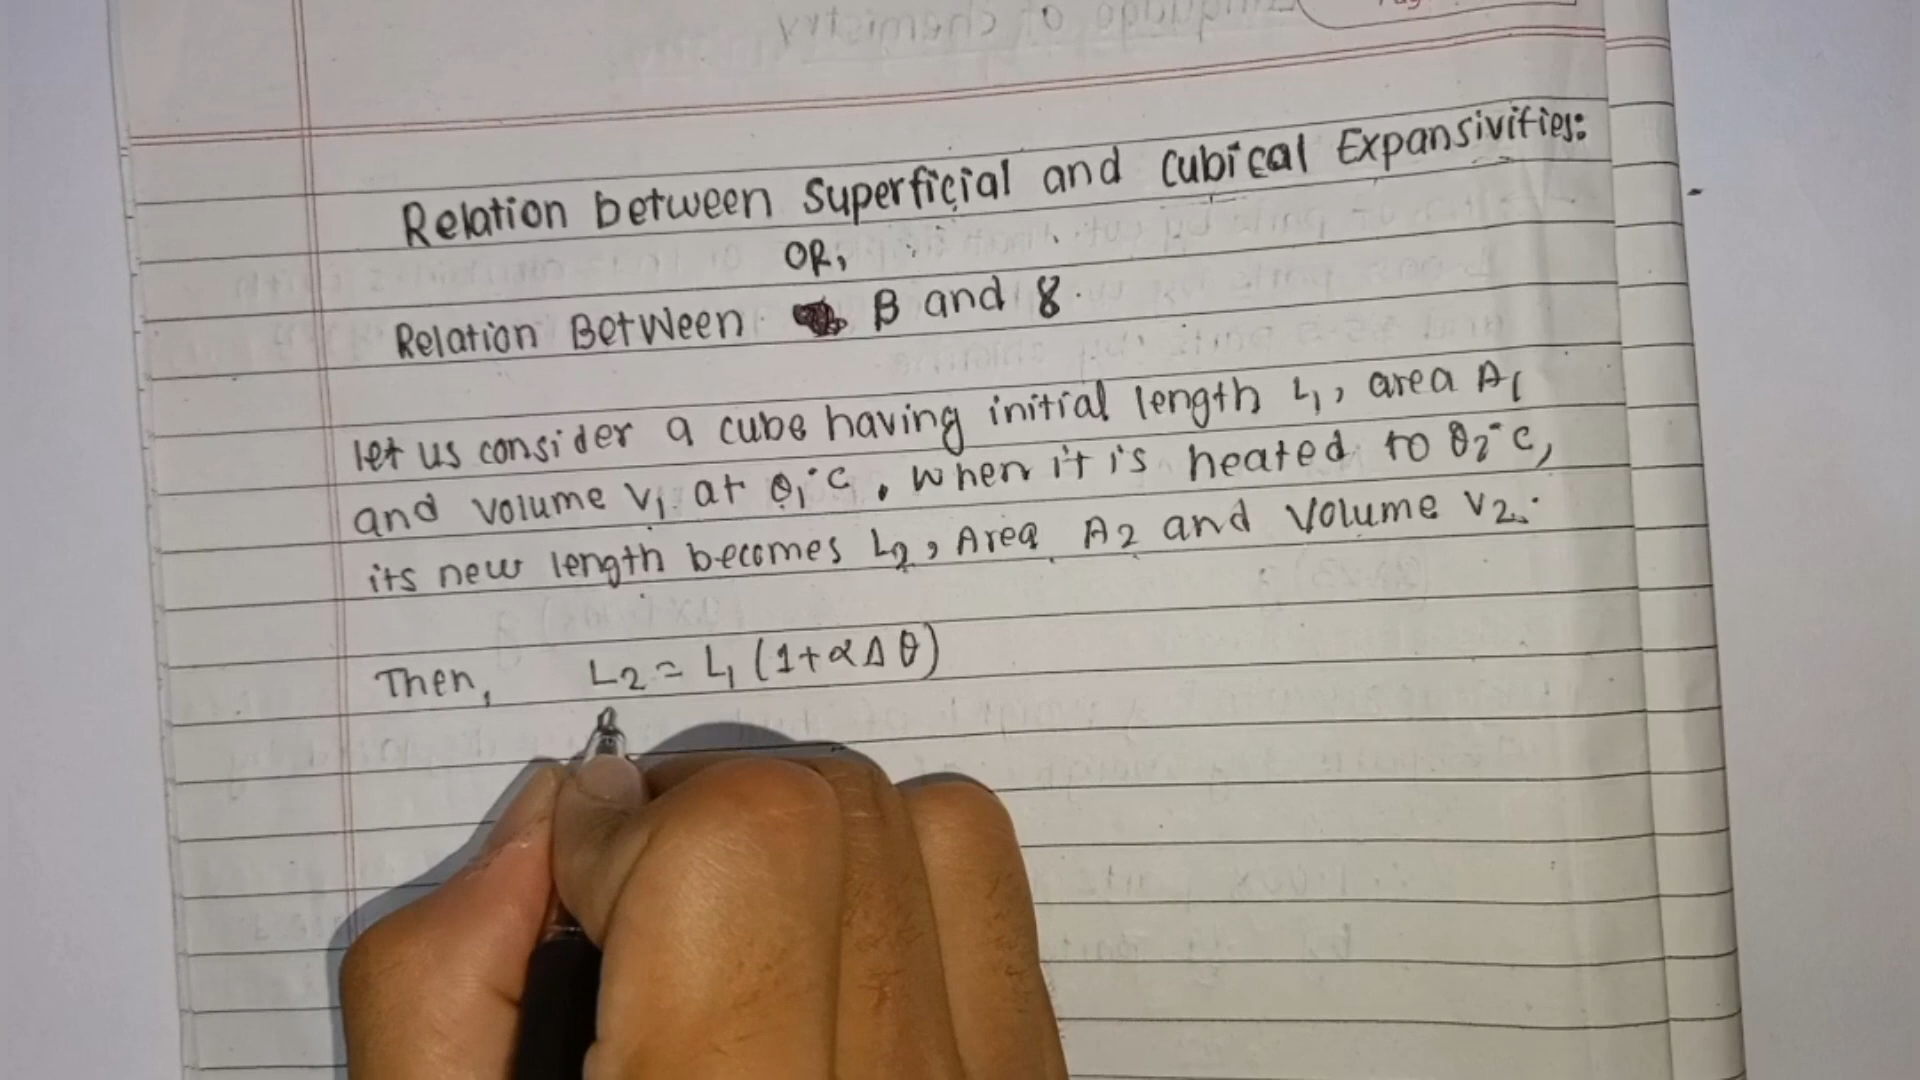 Relation between Superficial and Cubical Expansivities:
OR,
Relation Between β and γ.
let us consider a cube having initial length L₁, area A₁
and volume V₁ at θ₁°C. When it is heated to θ₂°C,
its new length becomes L₂, Area A₂ and Volume V₂.
Then, L₂ = L₁ (1+αΔθ)